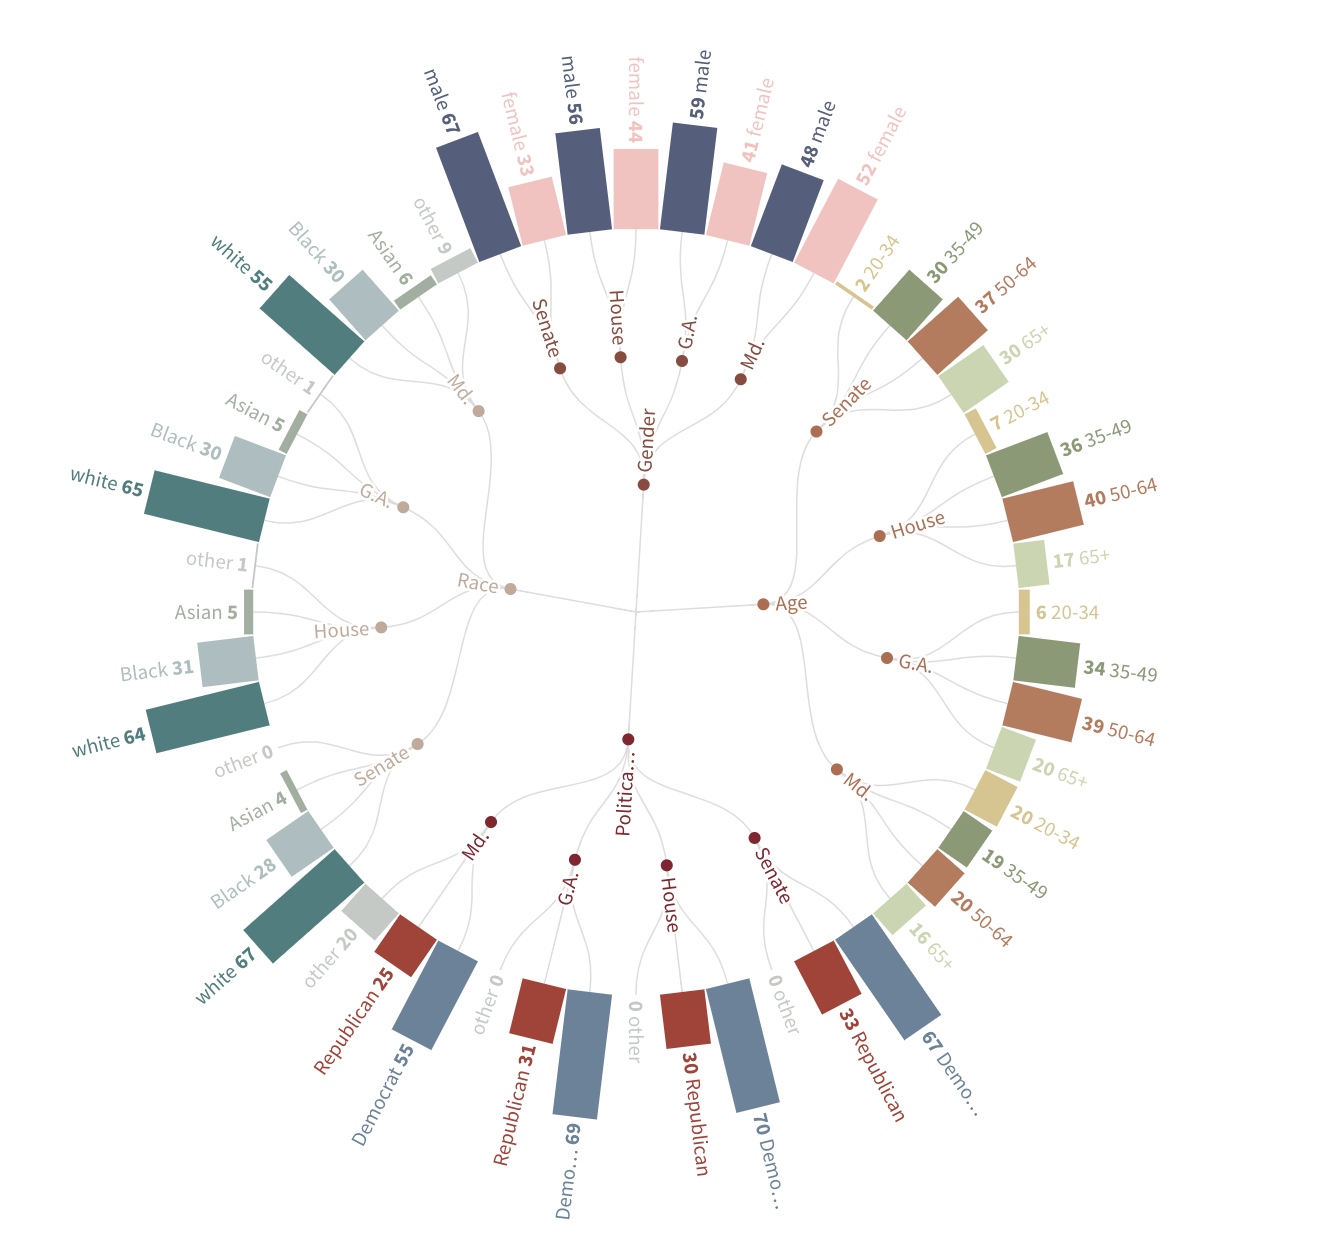 Gender
Senate
male 67
female 33
House
male 56
female 44
G.A.
59 male
41 female
Md.
48 male
52 female
Age
Senate
2 20-34
30 35-49
37 50-64
30 65+
House
7 20-34
36 35-49
40 50-64
17 65+
G.A.
6 20-34
34 35-49
39 50-64
20 65+
Md.
20 20-34
19 35-49
20 50-64
16 65+
Politica...
Senate
67 Demo...
33 Republican
0 other
House
70 Demo...
30 Republican
0 other
G.A.
Demo... 69
Republican 31
other 0
Md.
Democrat 55
Republican 25
other 20
Race
Senate
white 67
Black 28
Asian 4
other 0
House
white 64
Black 31
Asian 5
other 1
G.A.
white 65
Black 30
Asian 5
other 1
Md.
white 55
Black 30
Asian 6
other 9